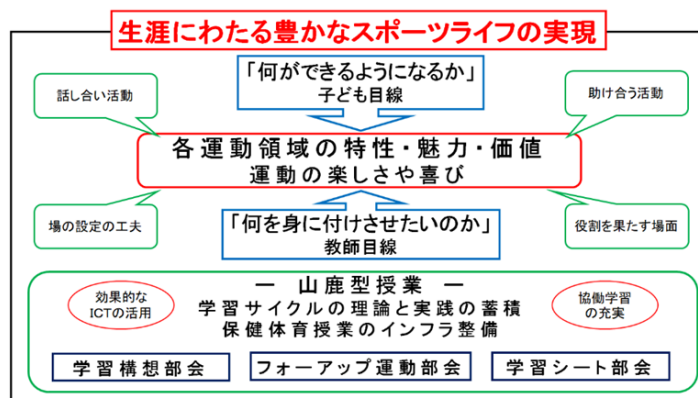 生涯にわたる豊かなスポーツライフの実現
「何ができるようになるか」
子ども目線
話し合い活動
助け合う活動
各運動領域の特性・魅力・価値
運動の楽しさや喜び
場の設定の工夫
「何を身に付けさせたいのか」
教師目線
役割を果たす場面
― 山鹿型授業 ―
効果的な
ICTの活用
学習サイクルの理論と実践の蓄積
保健体育授業のインフラ整備
協働学習
の充実
学習構想部会
フォーアップ運動部会
学習シート部会